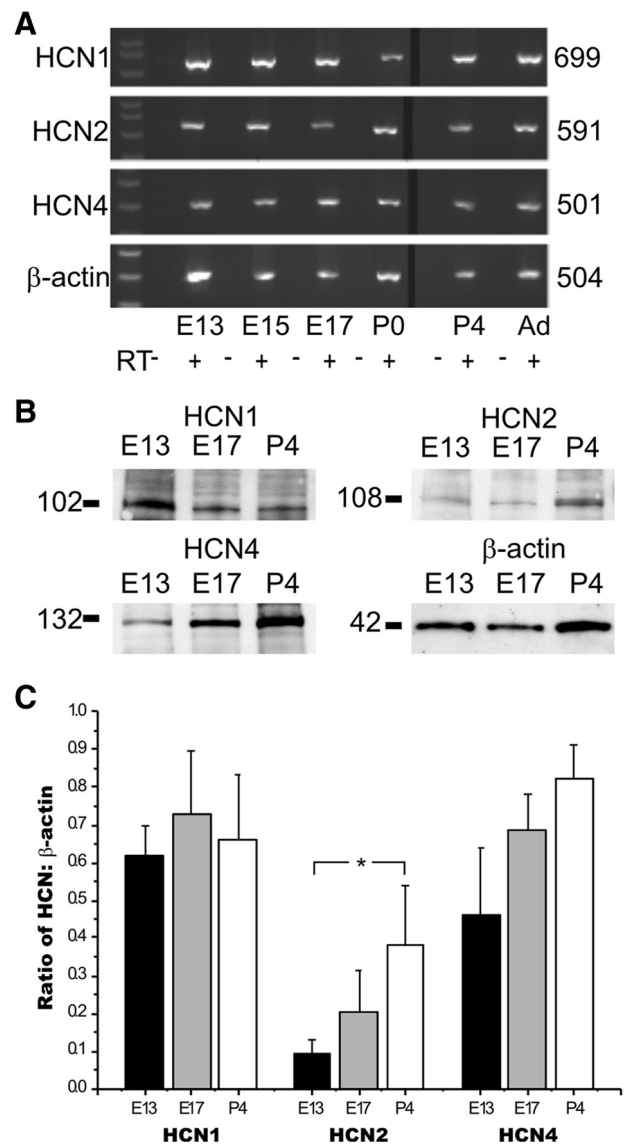 A
HCN1 699
HCN2 591
HCN4 501
β-actin 504
E13 E15 E17 P0 P4 Ad
RT- + - + - + - + - + - +
B
HCN1
E13 E17 P4
102
HCN2
E13 E17 P4
108
HCN4
E13 E17 P4
132
β-actin
E13 E17 P4
42
C
Ratio of HCN: β-actin
1.0
0.9
0.8
0.7
0.6
0.5
0.4
0.3
0.2
0.1
0.0
*
E13 E17 P4 E13 E17 P4 E13 E17 P4
HCN1 HCN2 HCN4